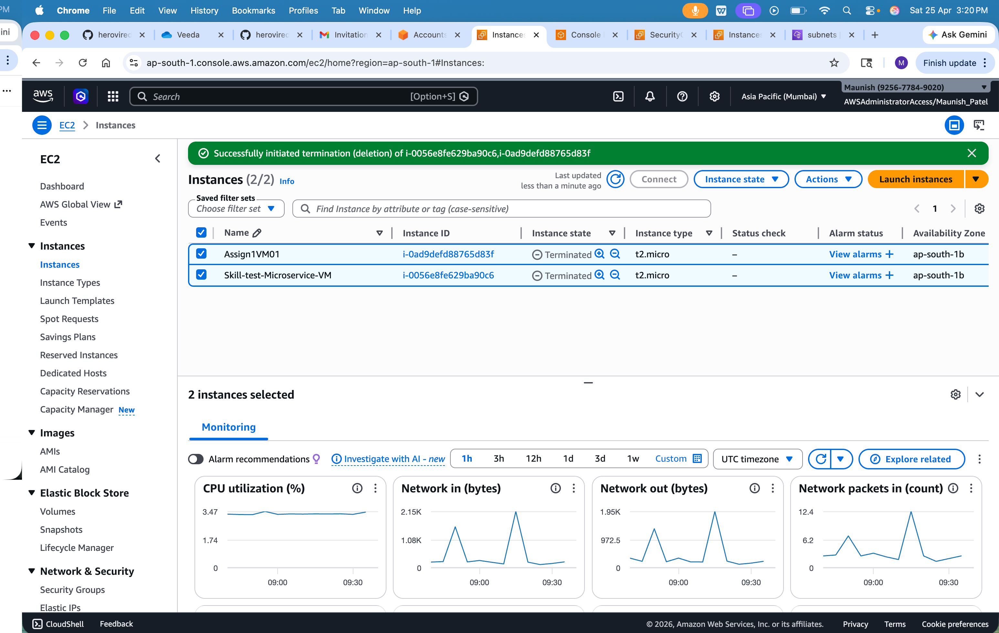 PM
Chrome File Edit View History Bookmarks Profiles Tab Window Help
Sat 25 Apr 3:20 PM
ini
herovired
Veeda
herovired
Invitation
Accounts
Instances
Console
SecurityG
Instances
subnets
Ask Gemini
ap-south-1.console.aws.amazon.com/ec2/home?region=ap-south-1#Instances:
M
Finish update
aws
Search
[Option+S]
Asia Pacific (Mumbai)
Maunish (9256-7784-9020)
AWSAdministratorAccess/Maunish_Patel
EC2
Instances
EC2
Dashboard
AWS Global View
Events
Instances
Instances
Instance Types
Launch Templates
Spot Requests
Savings Plans
Reserved Instances
Dedicated Hosts
Capacity Reservations
Capacity Manager New
Images
AMIs
AMI Catalog
Elastic Block Store
Volumes
Snapshots
Lifecycle Manager
Network & Security
Security Groups
Elastic IPs
Successfully initiated termination (deletion) of i-0056e8fe629ba90c6,i-0ad9defd88765d83f
Instances (2/2) Info
Last updated
less than a minute ago
Connect
Instance state
Actions
Launch instances
Saved filter sets
Choose filter set
Find Instance by attribute or tag (case-sensitive)
1
Name Instance ID Instance state Instance type Status check Alarm status Availability Zone
Assign1VM01 i-0ad9defd88765d83f Terminated t2.micro – View alarms + ap-south-1b
Skill-test-Microservice-VM i-0056e8fe629ba90c6 Terminated t2.micro – View alarms + ap-south-1b
2 instances selected
Monitoring
Alarm recommendations
Investigate with AI - new
1h 3h 12h 1d 3d 1w Custom
UTC timezone
Explore related
CPU utilization (%)
3.47
1.74
0
09:00 09:30
Network in (bytes)
2.15K
1.08K
0
09:00 09:30
Network out (bytes)
1.95K
972.5
0
09:00 09:30
Network packets in (count)
12.4
6.2
0
09:00 09:30
CloudShell Feedback
© 2026, Amazon Web Services, Inc. or its affiliates. Privacy Terms Cookie preferences